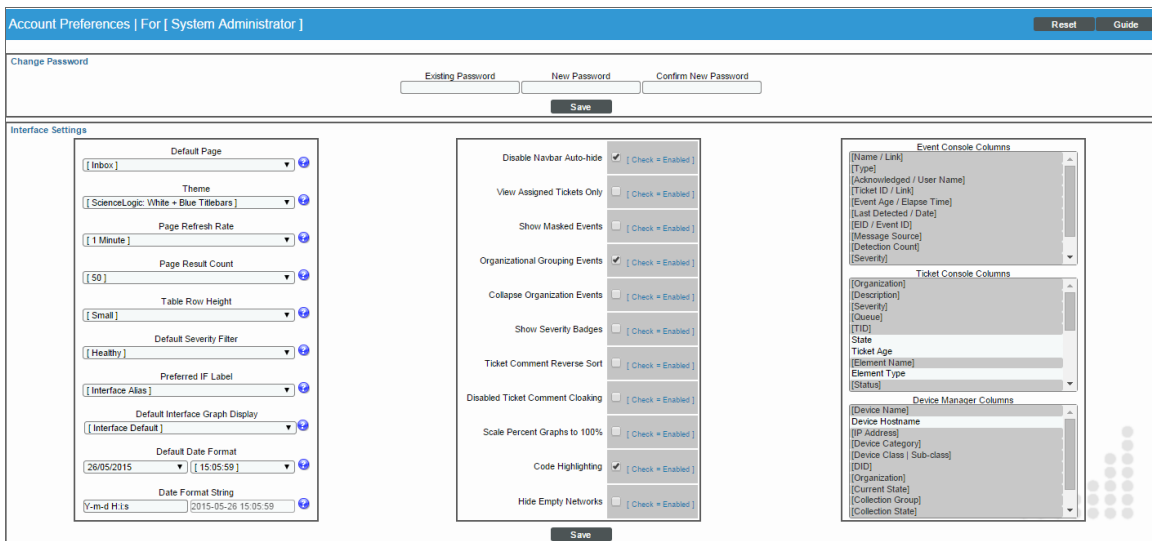 Account Preferences | For [ System Administrator ]
Reset
Guide
Change Password
Existing Password
New Password
Confirm New Password
Save
Interface Settings
Default Page
[ Inbox ]
Theme
[ ScienceLogic: White + Blue Titlebars ]
Page Refresh Rate
[ 1 Minute ]
Page Result Count
[ 50 ]
Table Row Height
[ Small ]
Default Severity Filter
[ Healthy ]
Preferred IF Label
[ Interface Alias ]
Default Interface Graph Display
[ Interface Default ]
Default Date Format
26/05/2015 [ 15:05:59 ]
Date Format String
Y-m-d H:i:s 2015-05-26 15:05:59
Disable Navbar Auto-hide [ Check = Enabled ]
View Assigned Tickets Only [ Check = Enabled ]
Show Masked Events [ Check = Enabled ]
Organizational Grouping Events [ Check = Enabled ]
Collapse Organization Events [ Check = Enabled ]
Show Severity Badges [ Check = Enabled ]
Ticket Comment Reverse Sort [ Check = Enabled ]
Disabled Ticket Comment Cloaking [ Check = Enabled ]
Scale Percent Graphs to 100% [ Check = Enabled ]
Code Highlighting [ Check = Enabled ]
Hide Empty Networks [ Check = Enabled ]
Event Console Columns
[Name / Link]
[Type]
[Acknowledged / User Name]
[Ticket ID / Link]
[Event Age / Elapse Time]
[Last Detected / Date]
[EID / Event ID]
[Message Source]
[Detection Count]
[Severity]
Ticket Console Columns
[Organization]
[Description]
[Severity]
[Queue]
[TID]
State
Ticket Age
[Element Name]
Element Type
[Status]
Device Manager Columns
[Device Name]
Device Hostname
[IP Address]
[Device Category]
[Device Class | Sub-class]
[DID]
[Organization]
[Current State]
[Collection Group]
[Collection State]
Save